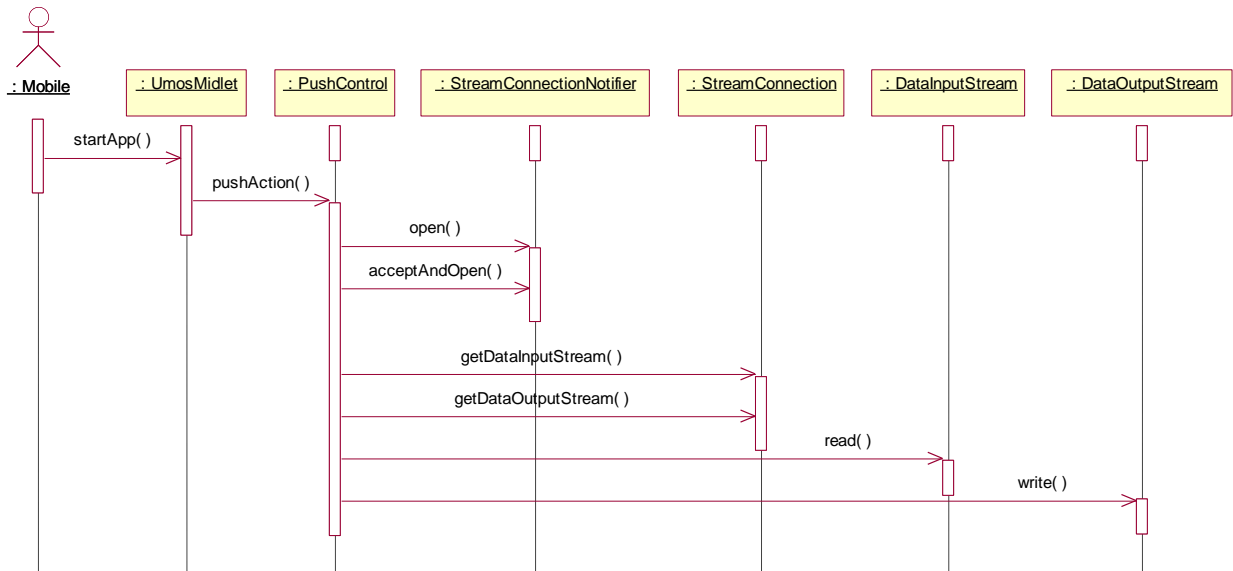 : Mobile
: UmosMidlet
: PushControl
: StreamConnectionNotifier
: StreamConnection
: DataInputStream
: DataOutputStream
startApp( )
pushAction( )
open( )
acceptAndOpen( )
getDataInputStream( )
getDataOutputStream( )
read( )
write( )